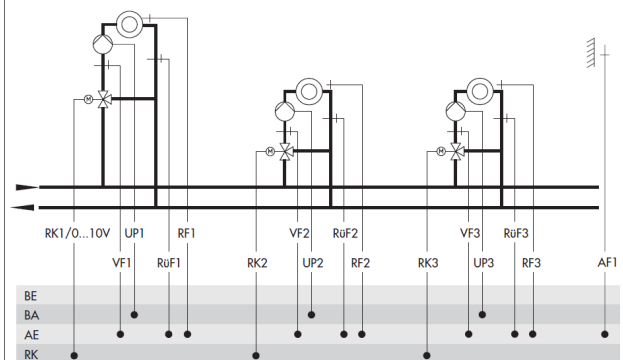 M
M
M
RK1/0...10V UP1 RF1 VF2 RüF2 VF3 RüF3
VF1 RüF1 RK2 UP2 RF2 RK3 UP3 RF3 AF1
BE
BA
AE
RK